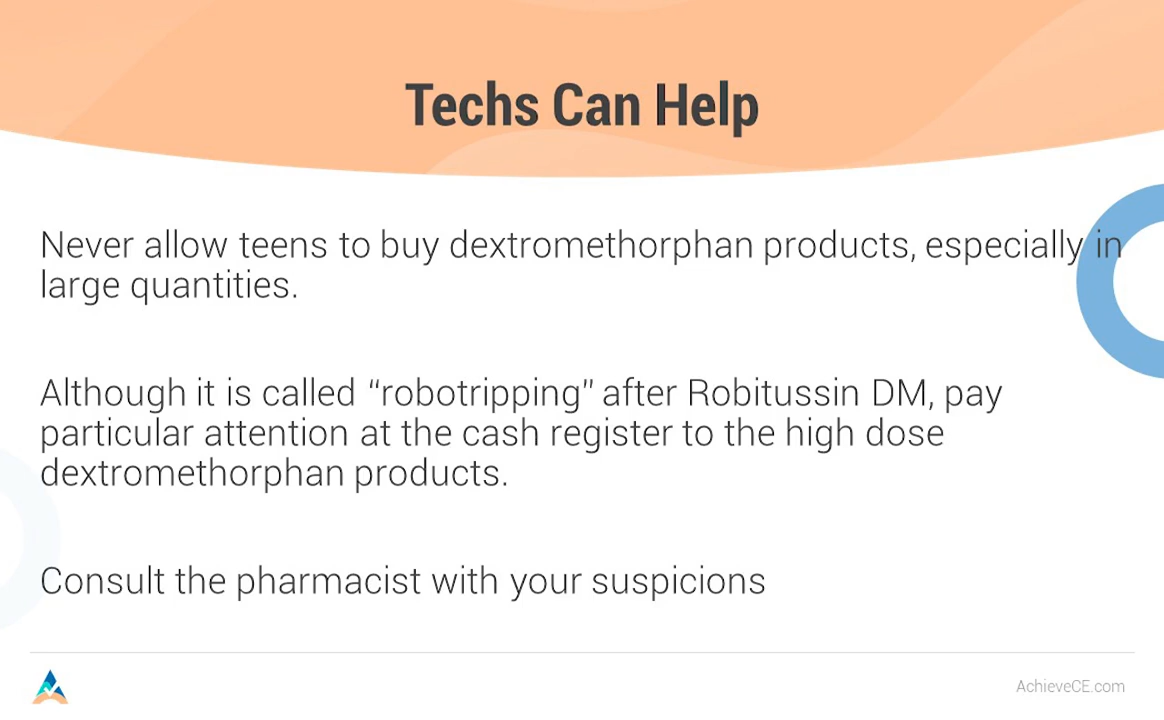 Techs Can Help
Never allow teens to buy dextromethorphan products, especially in
large quantities.
Although it is called “robotripping” after Robitussin DM, pay
particular attention at the cash register to the high dose
dextromethorphan products.
Consult the pharmacist with your suspicions
AchieveCE.com